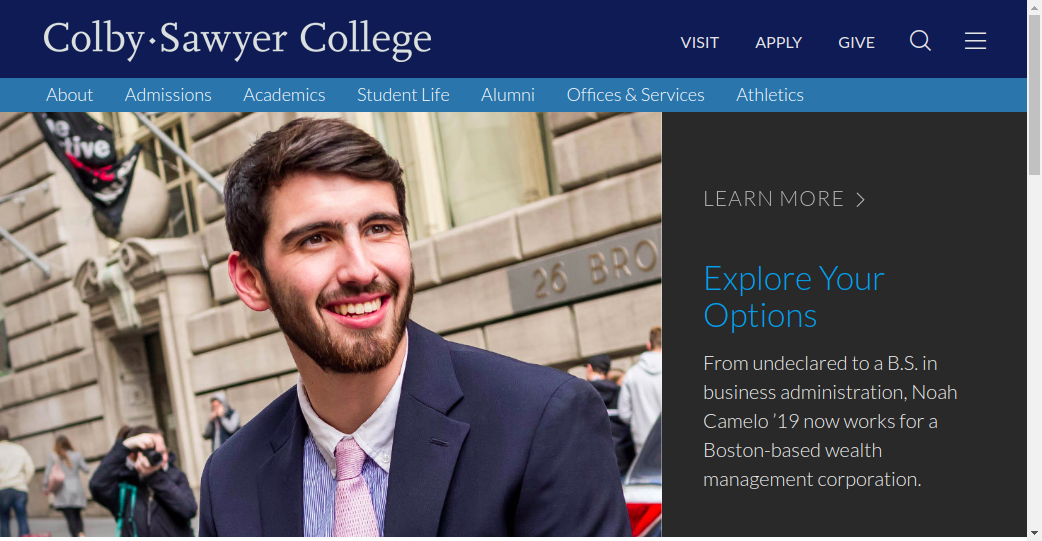 Colby·Sawyer College
VISIT APPLY GIVE
About Admissions Academics Student Life Alumni Offices & Services Athletics
tive
26 BRO
LEARN MORE >
Explore Your
Options
From undeclared to a B.S. in
business administration, Noah
Camelo ’19 now works for a
Boston-based wealth
management corporation.